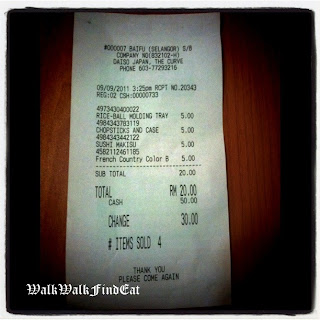 #000007 BAIFU (SELANGOR) S/B
COMPANY NO(832102-H)
DAISO JAPAN, THE CURVE
PHONE 603-77293216
09/09/2011 3:25pm RCPT NO.20343
REG:02 CSH:00000733
4973430400022
RICE-BALL MOLDING TRAY 5.00
4984343783119
CHOPSTICKS AND CASE 5.00
4984343442122
SUSHI MAKISU 5.00
4582112461185
French Country Color B 5.00
SUB TOTAL 20.00
TOTAL RM 20.00
CASH 50.00
CHANGE 30.00
# ITEMS SOLD 4
THANK YOU
PLEASE COME AGAIN
WalkWalkFindEat